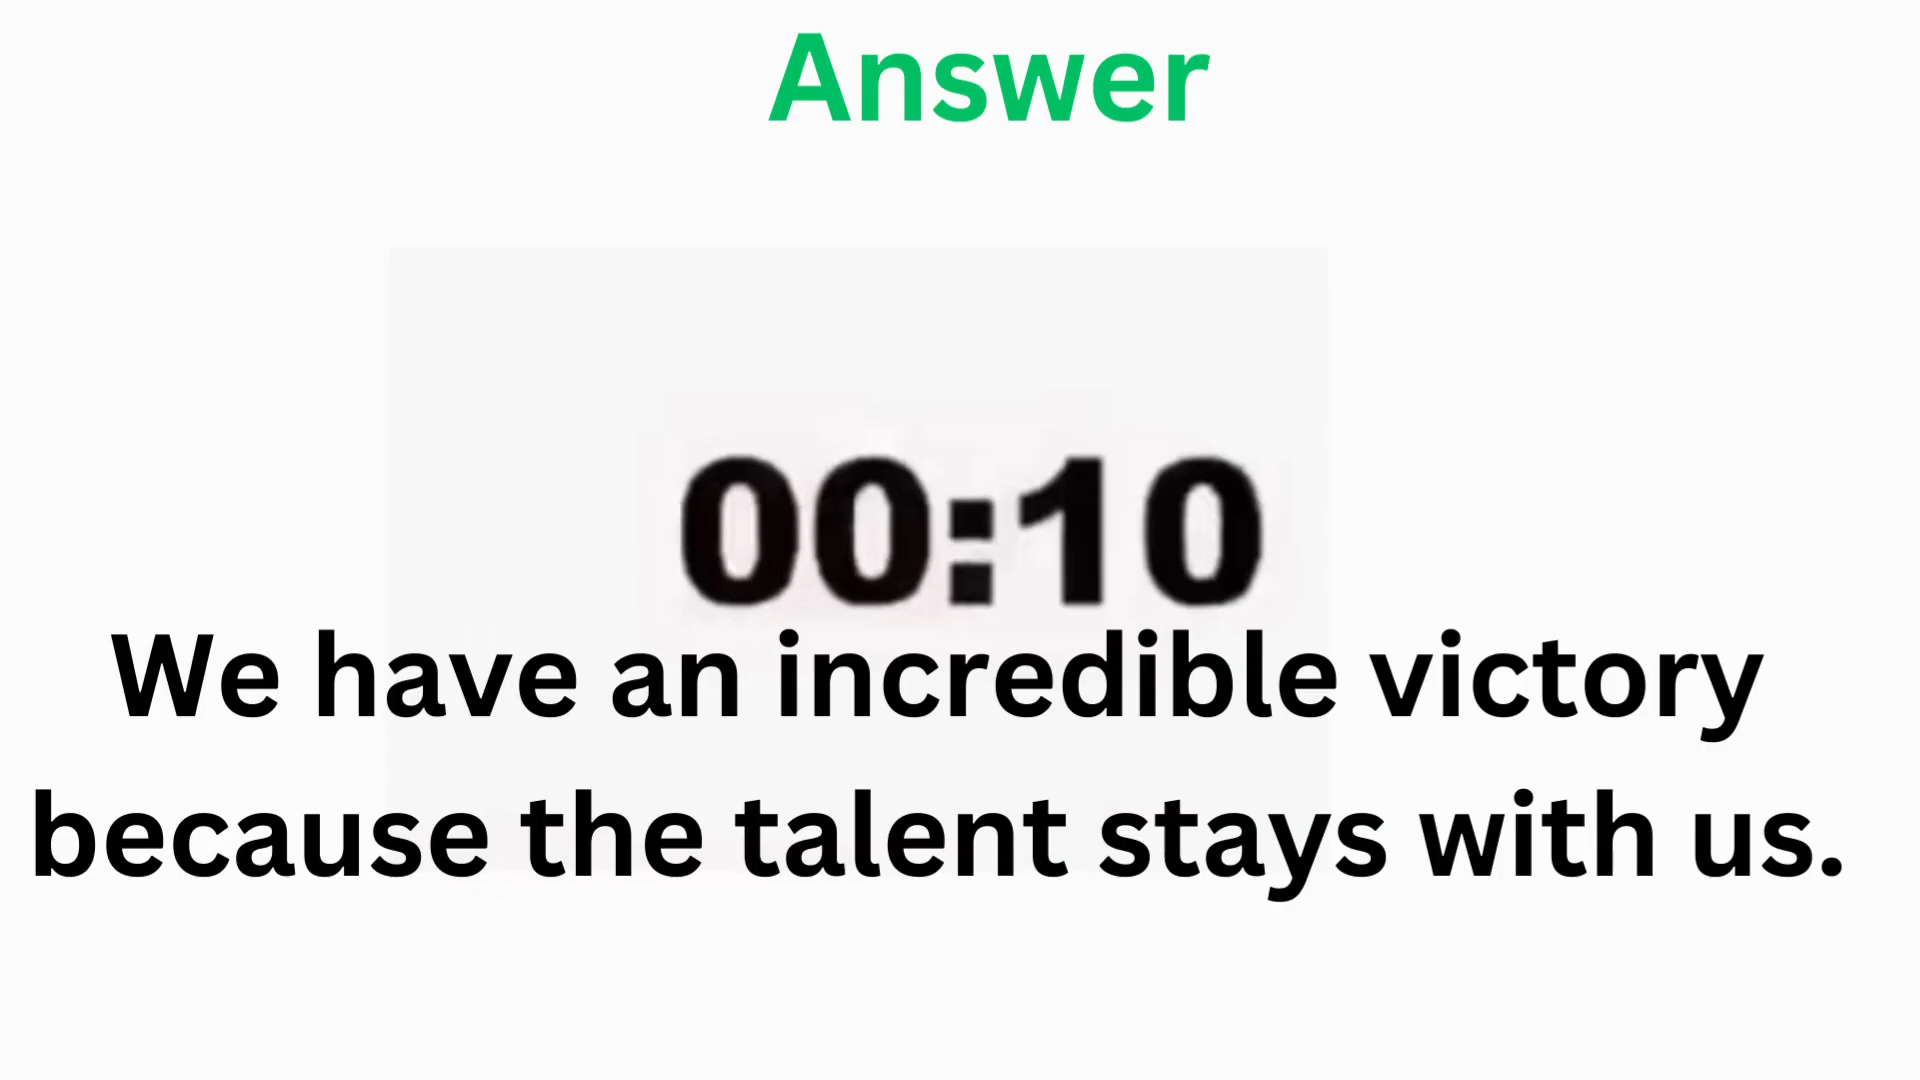 Answer
00:10
We have an incredible victory
because the talent stays with us.